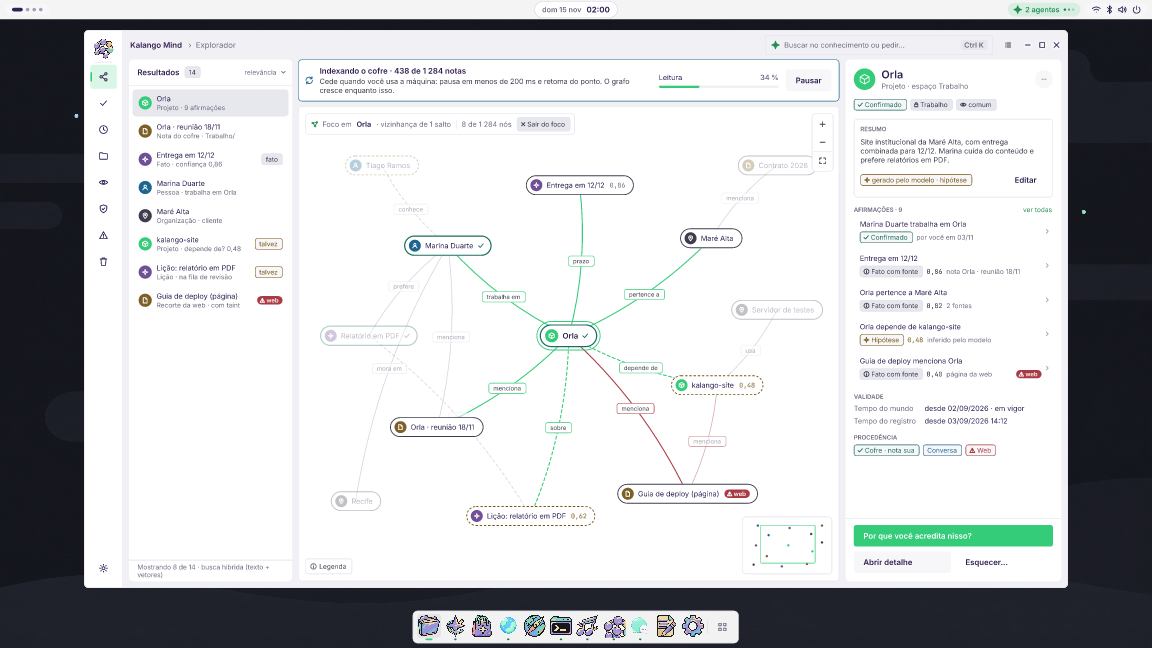 dom 15 nov 02:00
2 agentes
Kalango Mind › Explorador
Buscar no conhecimento ou pedir...
Ctrl K
Resultados 14
relevância
Orla
Projeto · 9 afirmações
Orla · reunião 18/11
Nota do cofre · Trabalho/
Entrega em 12/12
Fato · confiança 0,86
fato
Marina Duarte
Pessoa · trabalha em Orla
Maré Alta
Organização · cliente
kalango-site
Projeto · depende de? 0,48
talvez
Lição: relatório em PDF
Lição · na fila de revisão
talvez
Guia de deploy (página)
Recorte da web · com taint
web
Mostrando 8 de 14 · busca híbrida (texto +
vetores)
Indexando o cofre · 438 de 1 284 notas
Cede quando você usa a máquina: pausa em menos de 200 ms e retoma do ponto. O grafo
cresce enquanto isso.
Leitura
34 %
Pausar
Foco em Orla · vizinhança de 1 salto
8 de 1 284 nós
Sair do foco
Tiago Ramos
Contrato 2026
Entrega em 12/12 0,86
menciona
conhece
Marina Duarte
Maré Alta
prazo
prefere
trabalha em
pertence a
Servidor de testes
Relatório em PDF
menciona
Orla
usa
mora em
depende de
menciona
kalango-site 0,48
menciona
Orla · reunião 18/11
sobre
menciona
Recife
Guia de deploy (página) web
Lição: relatório em PDF 0,62
Legenda
Orla
Projeto · espaço Trabalho
Confirmado
Trabalho
comum
RESUMO
Site institucional da Maré Alta, com entrega
combinada para 12/12. Marina cuida do conteúdo e
prefere relatórios em PDF.
gerado pelo modelo · hipótese
Editar
AFIRMAÇÕES · 9
ver todas
Marina Duarte trabalha em Orla
Confirmado por você em 03/11
Entrega em 12/12
Fato com fonte 0,86 nota Orla · reunião 18/11
Orla pertence a Maré Alta
Fato com fonte 0,82 2 fontes
Orla depende de kalango-site
Hipótese 0,48 inferido pelo modelo
Guia de deploy menciona Orla
Fato com fonte 0,40 página da web
web
VALIDADE
Tempo do mundo desde 02/09/2026 · em vigor
Tempo do registro desde 03/09/2026 14:12
PROCEDÊNCIA
Cofre · nota sua
Conversa
Web
Por que você acredita nisso?
Abrir detalhe
Esquecer...